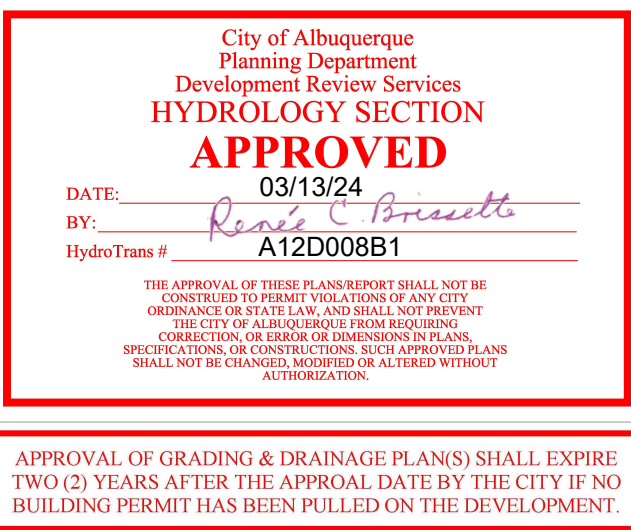 City of Albuquerque
Planning Department
Development Review Services
HYDROLOGY SECTION
APPROVED
DATE: 03/13/24
BY: Renée C. Brissette
HydroTrans # A12D008B1
THE APPROVAL OF THESE PLANS/REPORT SHALL NOT BE
CONSTRUED TO PERMIT VIOLATIONS OF ANY CITY
ORDINANCE OR STATE LAW, AND SHALL NOT PREVENT
THE CITY OF ALBUQUERQUE FROM REQUIRING
CORRECTION, OR ERROR OR DIMENSIONS IN PLANS,
SPECIFICATIONS, OR CONSTRUCTIONS. SUCH APPROVED PLANS
SHALL NOT BE CHANGED, MODIFIED OR ALTERED WITHOUT
AUTHORIZATION.
APPROVAL OF GRADING & DRAINAGE PLAN(S) SHALL EXPIRE
TWO (2) YEARS AFTER THE APPROAL DATE BY THE CITY IF NO
BUILDING PERMIT HAS BEEN PULLED ON THE DEVELOPMENT.